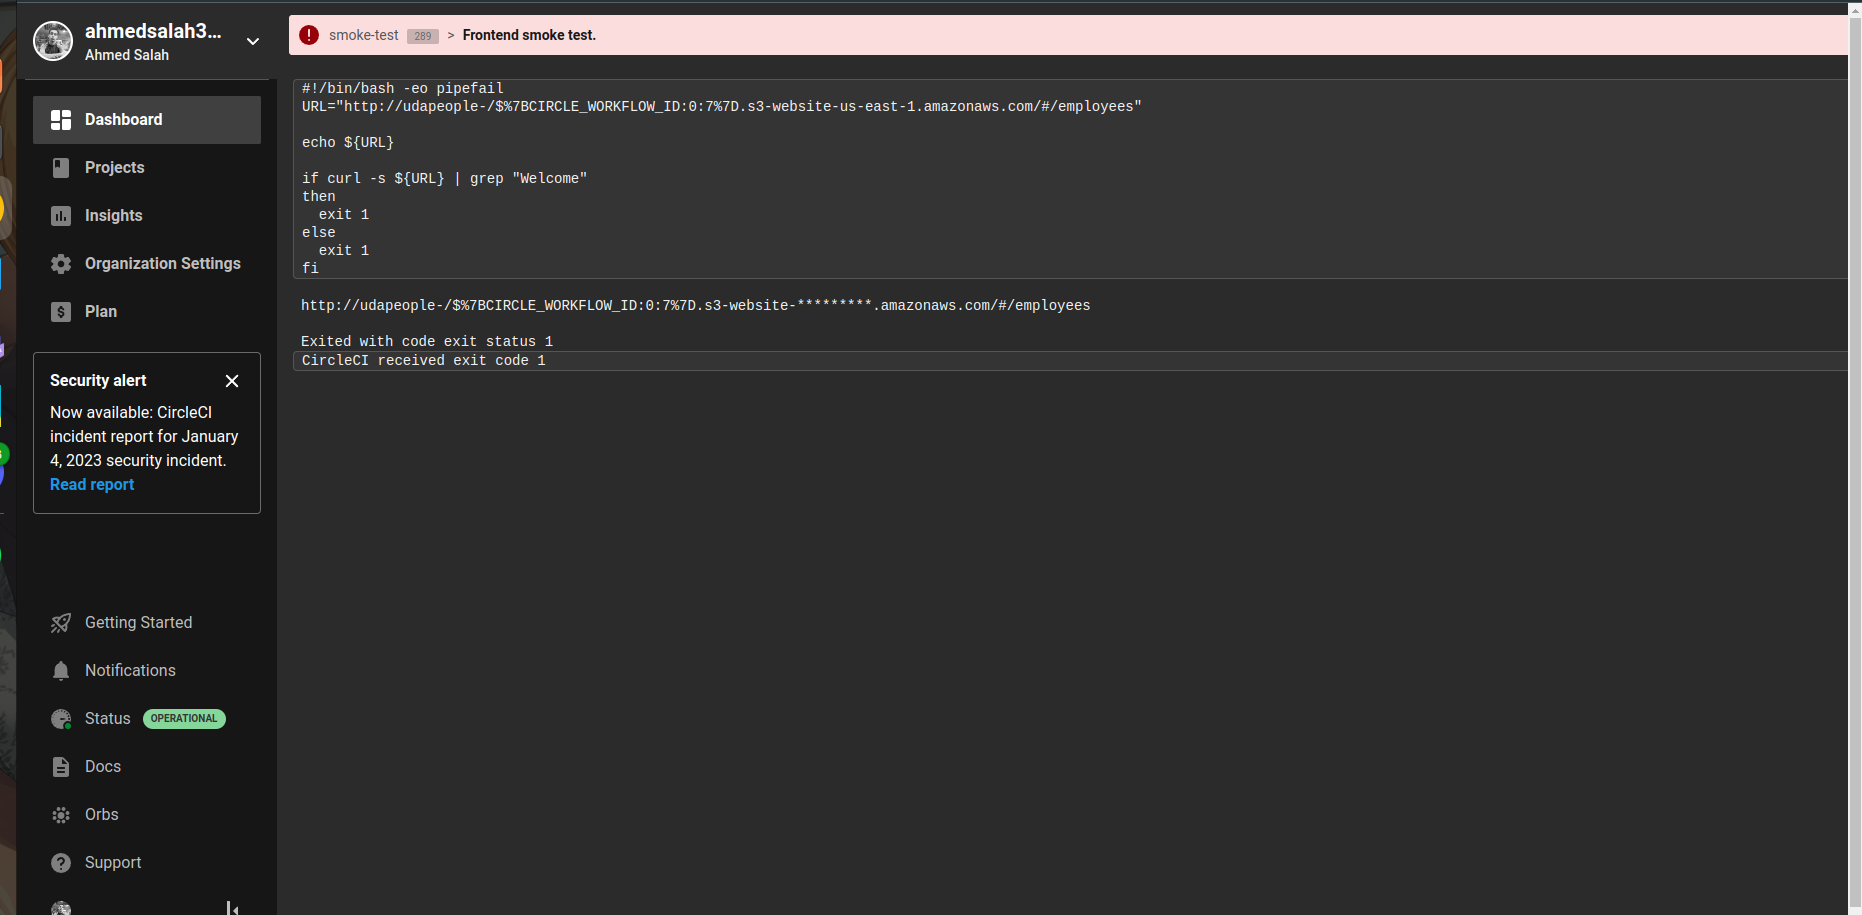 ahmedsalah3...
Ahmed Salah
Dashboard
Projects
Insights
Organization Settings
Plan
Security alert
Now available: CircleCI
incident report for January
4, 2023 security incident.
Read report
Getting Started
Notifications
Status OPERATIONAL
Docs
Orbs
Support
smoke-test 289 > Frontend smoke test.
#!/bin/bash -eo pipefail
URL="http://udapeople-/$%7BCIRCLE_WORKFLOW_ID:0:7%7D.s3-website-us-east-1.amazonaws.com/#/employees"
echo ${URL}
if curl -s ${URL} | grep "Welcome"
then
  exit 1
else
  exit 1
fi
http://udapeople-/$%7BCIRCLE_WORKFLOW_ID:0:7%7D.s3-website-*********.amazonaws.com/#/employees
Exited with code exit status 1
CircleCI received exit code 1